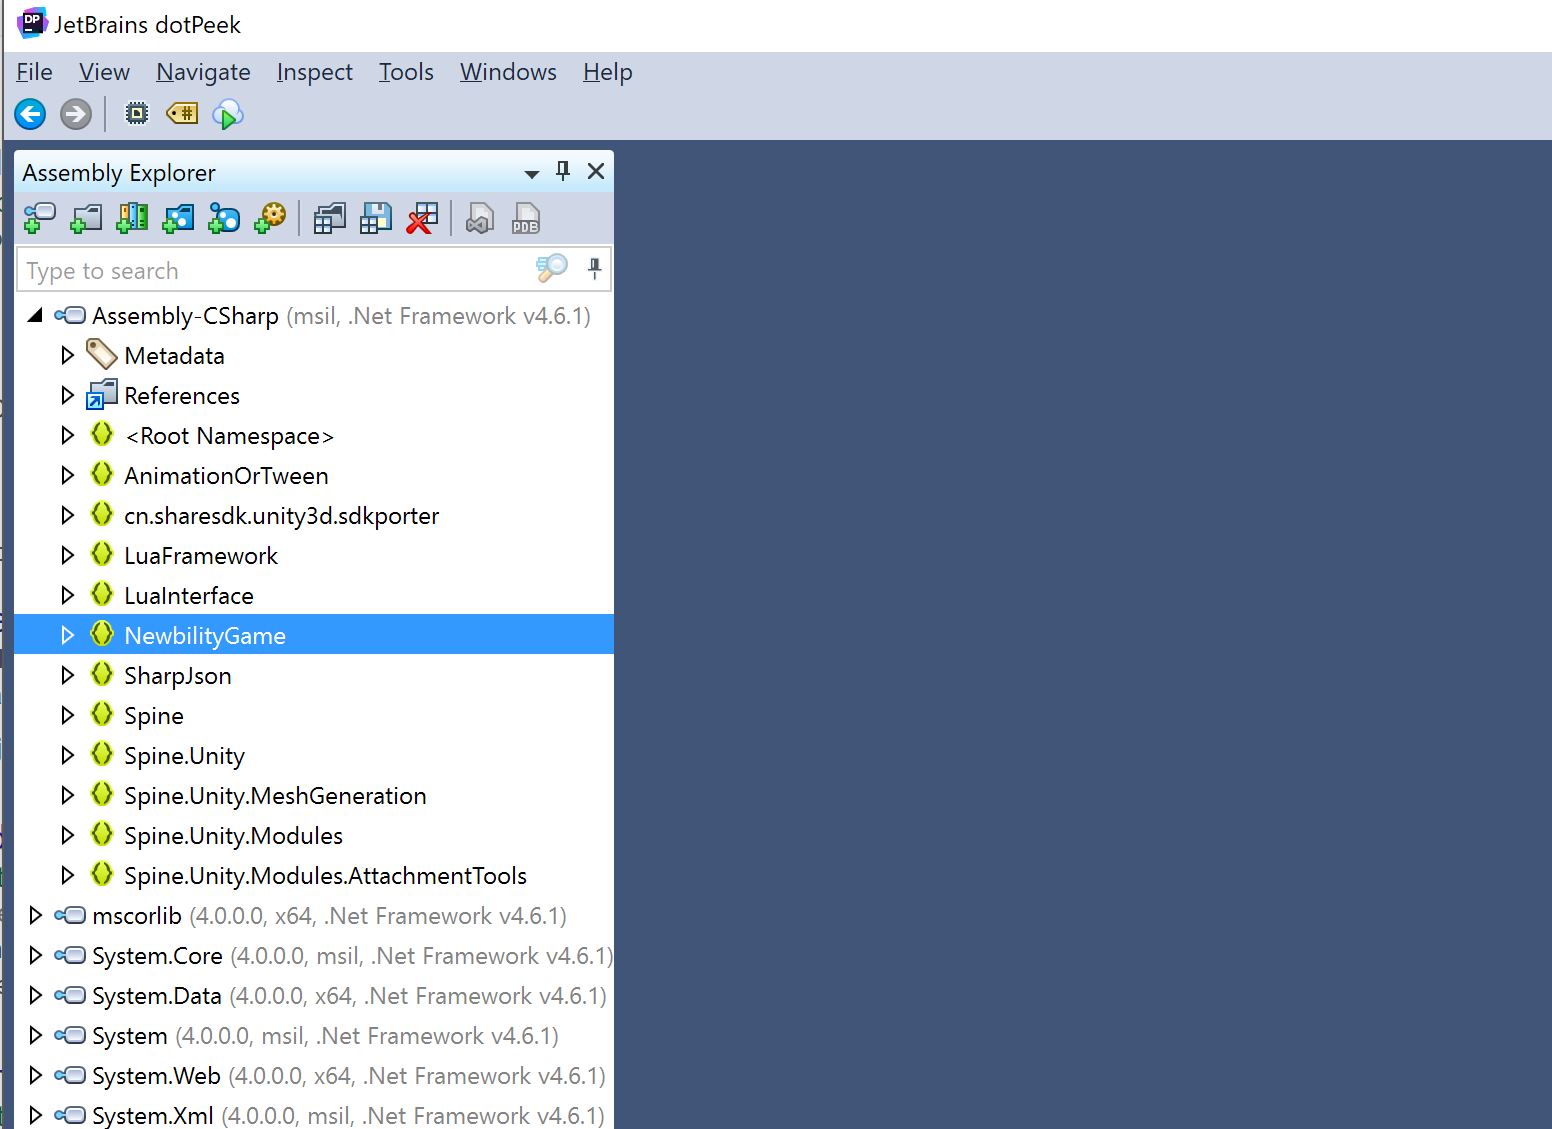 DP
JetBrains dotPeek
File View Navigate Inspect Tools Windows Help
#
Assembly Explorer
PDB
Type to search
Assembly-CSharp (msil, .Net Framework v4.6.1)
Metadata
References
<Root Namespace>
AnimationOrTween
cn.sharesdk.unity3d.sdkporter
LuaFramework
LuaInterface
NewbilityGame
SharpJson
Spine
Spine.Unity
Spine.Unity.MeshGeneration
Spine.Unity.Modules
Spine.Unity.Modules.AttachmentTools
mscorlib (4.0.0.0, x64, .Net Framework v4.6.1)
System.Core (4.0.0.0, msil, .Net Framework v4.6.1)
System.Data (4.0.0.0, x64, .Net Framework v4.6.1)
System (4.0.0.0, msil, .Net Framework v4.6.1)
System.Web (4.0.0.0, x64, .Net Framework v4.6.1)
System.Xml (4.0.0.0, msil, .Net Framework v4.6.1)